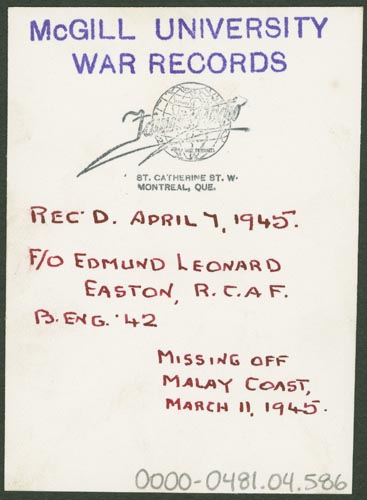 McGILL UNIVERSITY
WAR RECORDS
ST. CATHERINE ST. W.
MONTREAL, QUE.
REC'D. APRIL 7, 1945.
F/O EDMUND LEONARD
EASTON, R.C.A.F.
B.ENG. '42
MISSING OFF
MALAY COAST,
MARCH 11, 1945.
0000-0481.04.586